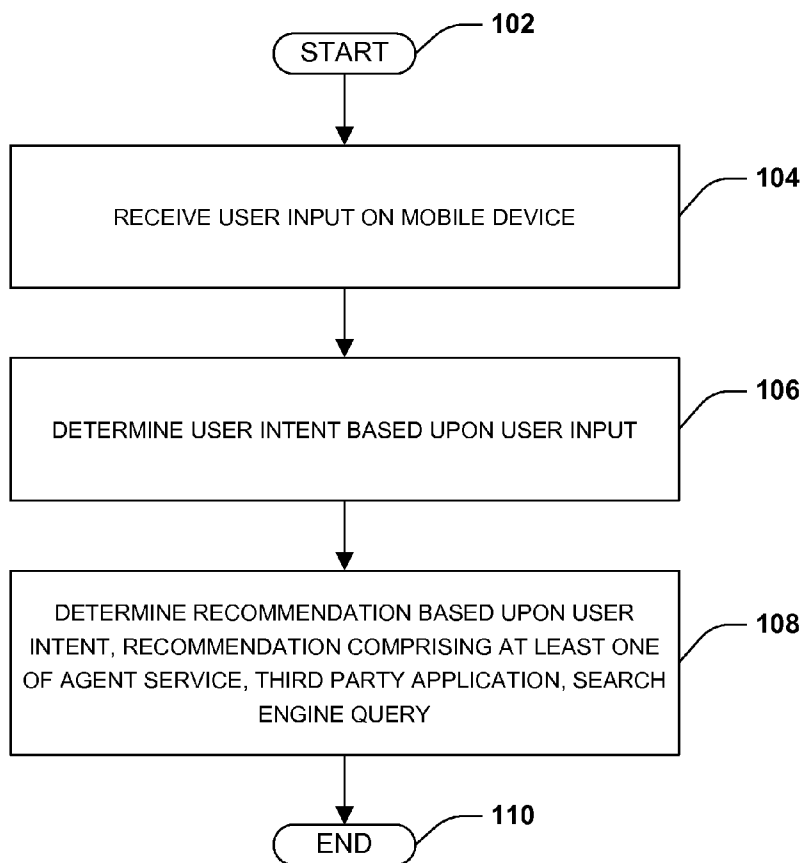 START
102
RECEIVE USER INPUT ON MOBILE DEVICE
104
DETERMINE USER INTENT BASED UPON USER INPUT
106
DETERMINE RECOMMENDATION BASED UPON USER
INTENT, RECOMMENDATION COMPRISING AT LEAST ONE
OF AGENT SERVICE, THIRD PARTY APPLICATION, SEARCH
ENGINE QUERY
108
END
110